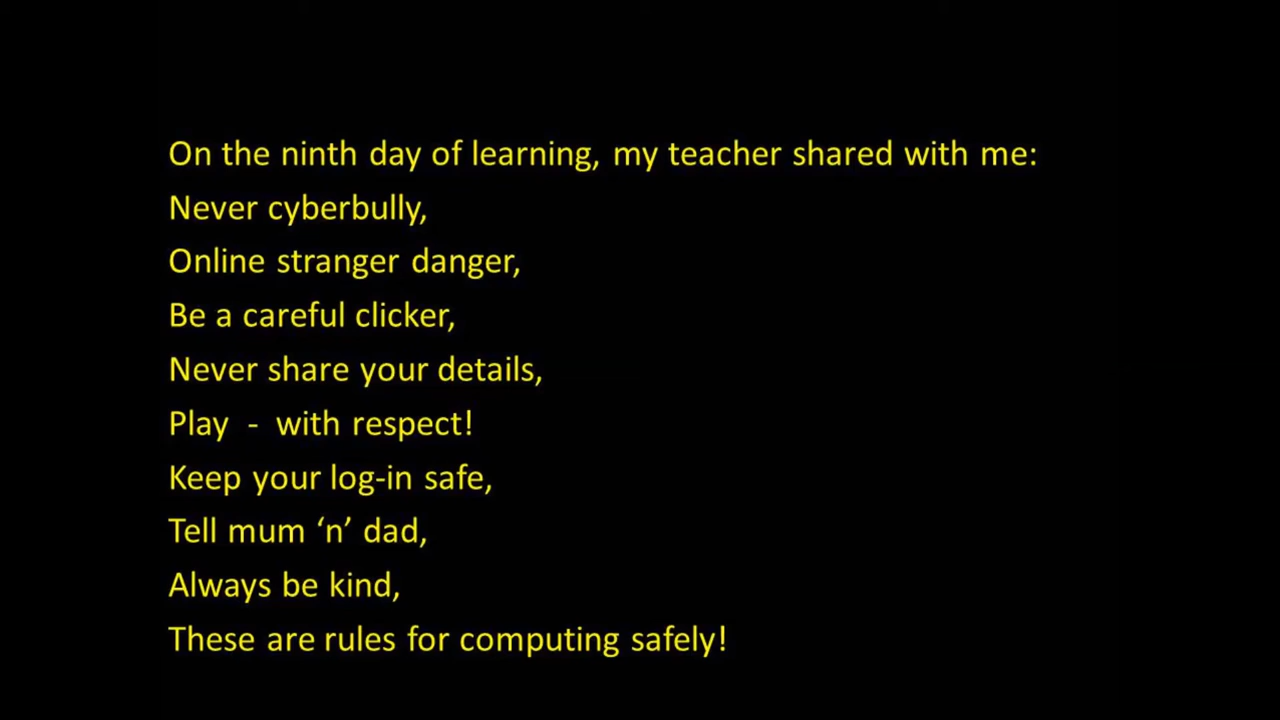 On the ninth day of learning, my teacher shared with me:
Never cyberbully,
Online stranger danger,
Be a careful clicker,
Never share your details,
Play - with respect!
Keep your log-in safe,
Tell mum ‘n’ dad,
Always be kind,
These are rules for computing safely!